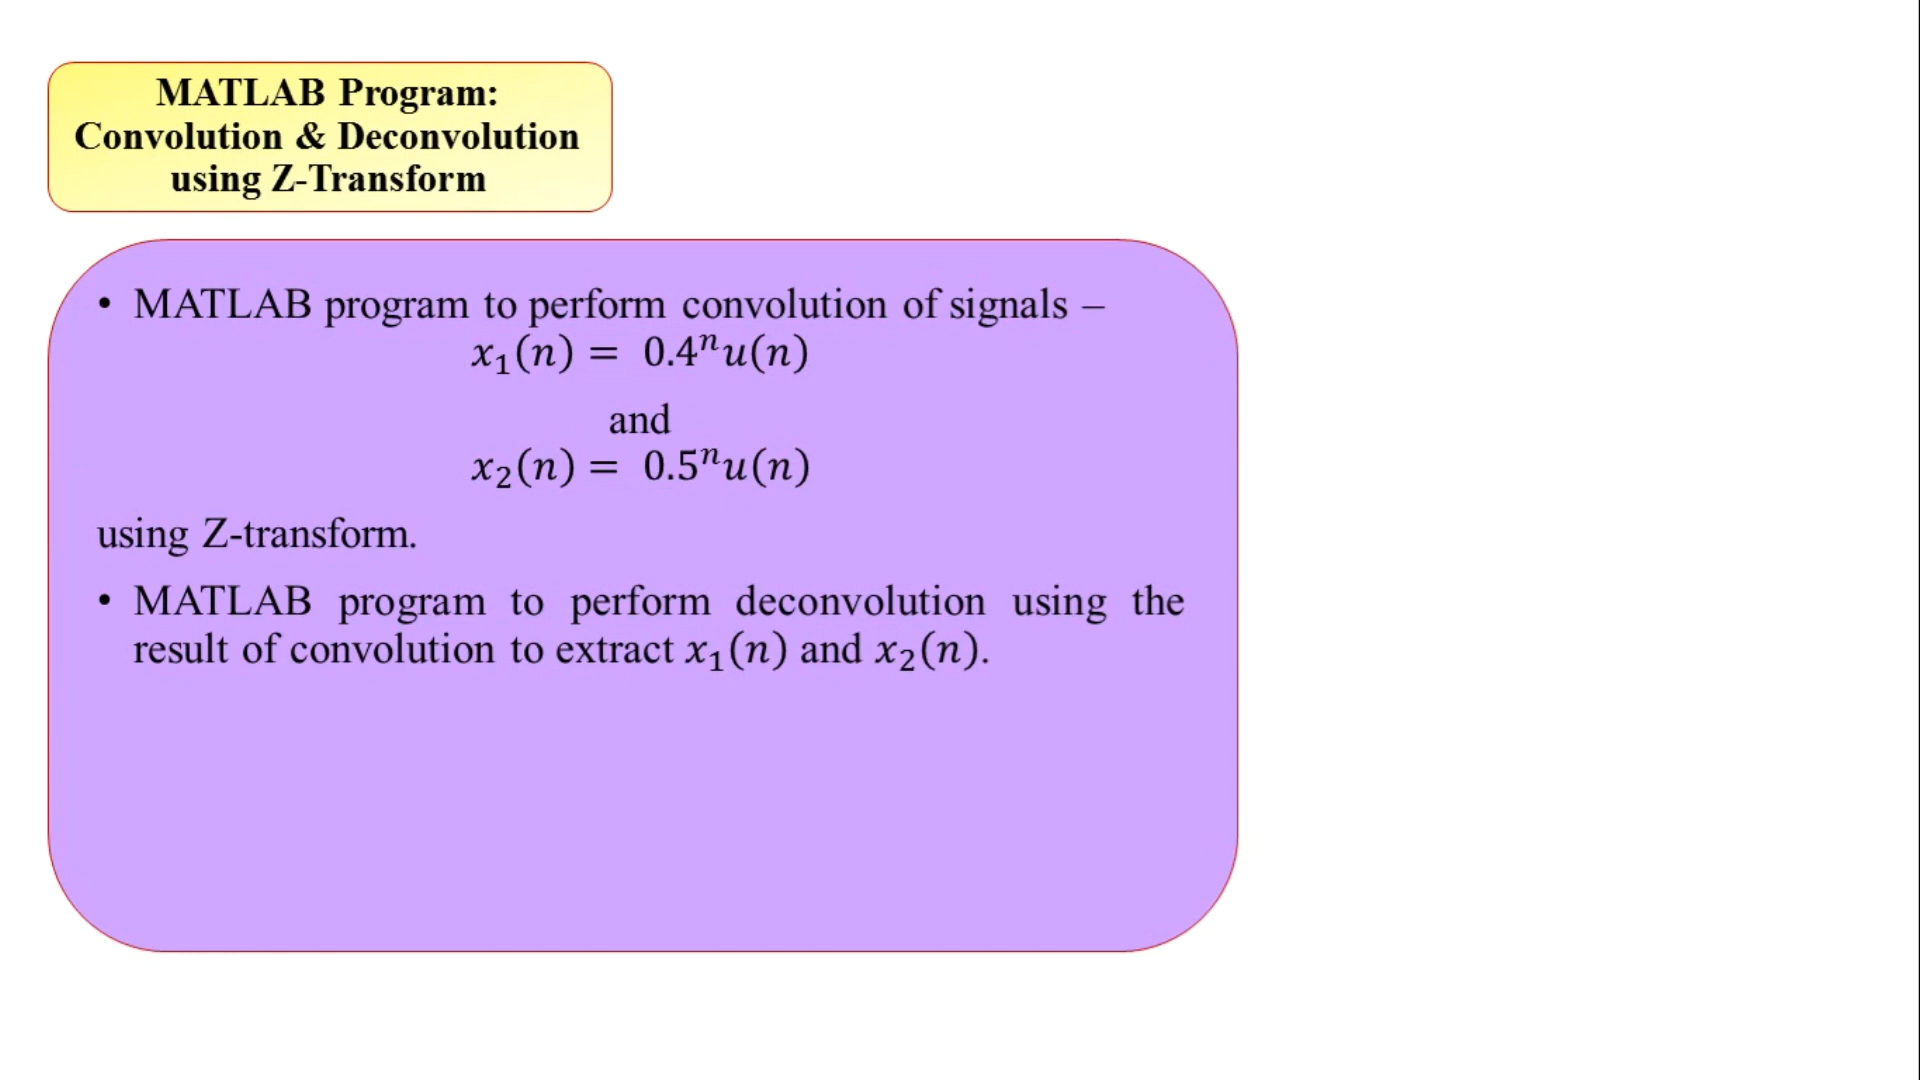 MATLAB Program:
Convolution & Deconvolution
using Z-Transform
• MATLAB program to perform convolution of signals –
x₁(n) = 0.4ⁿu(n)
and
x₂(n) = 0.5ⁿu(n)
using Z-transform.
• MATLAB program to perform deconvolution using the
result of convolution to extract x₁(n) and x₂(n).